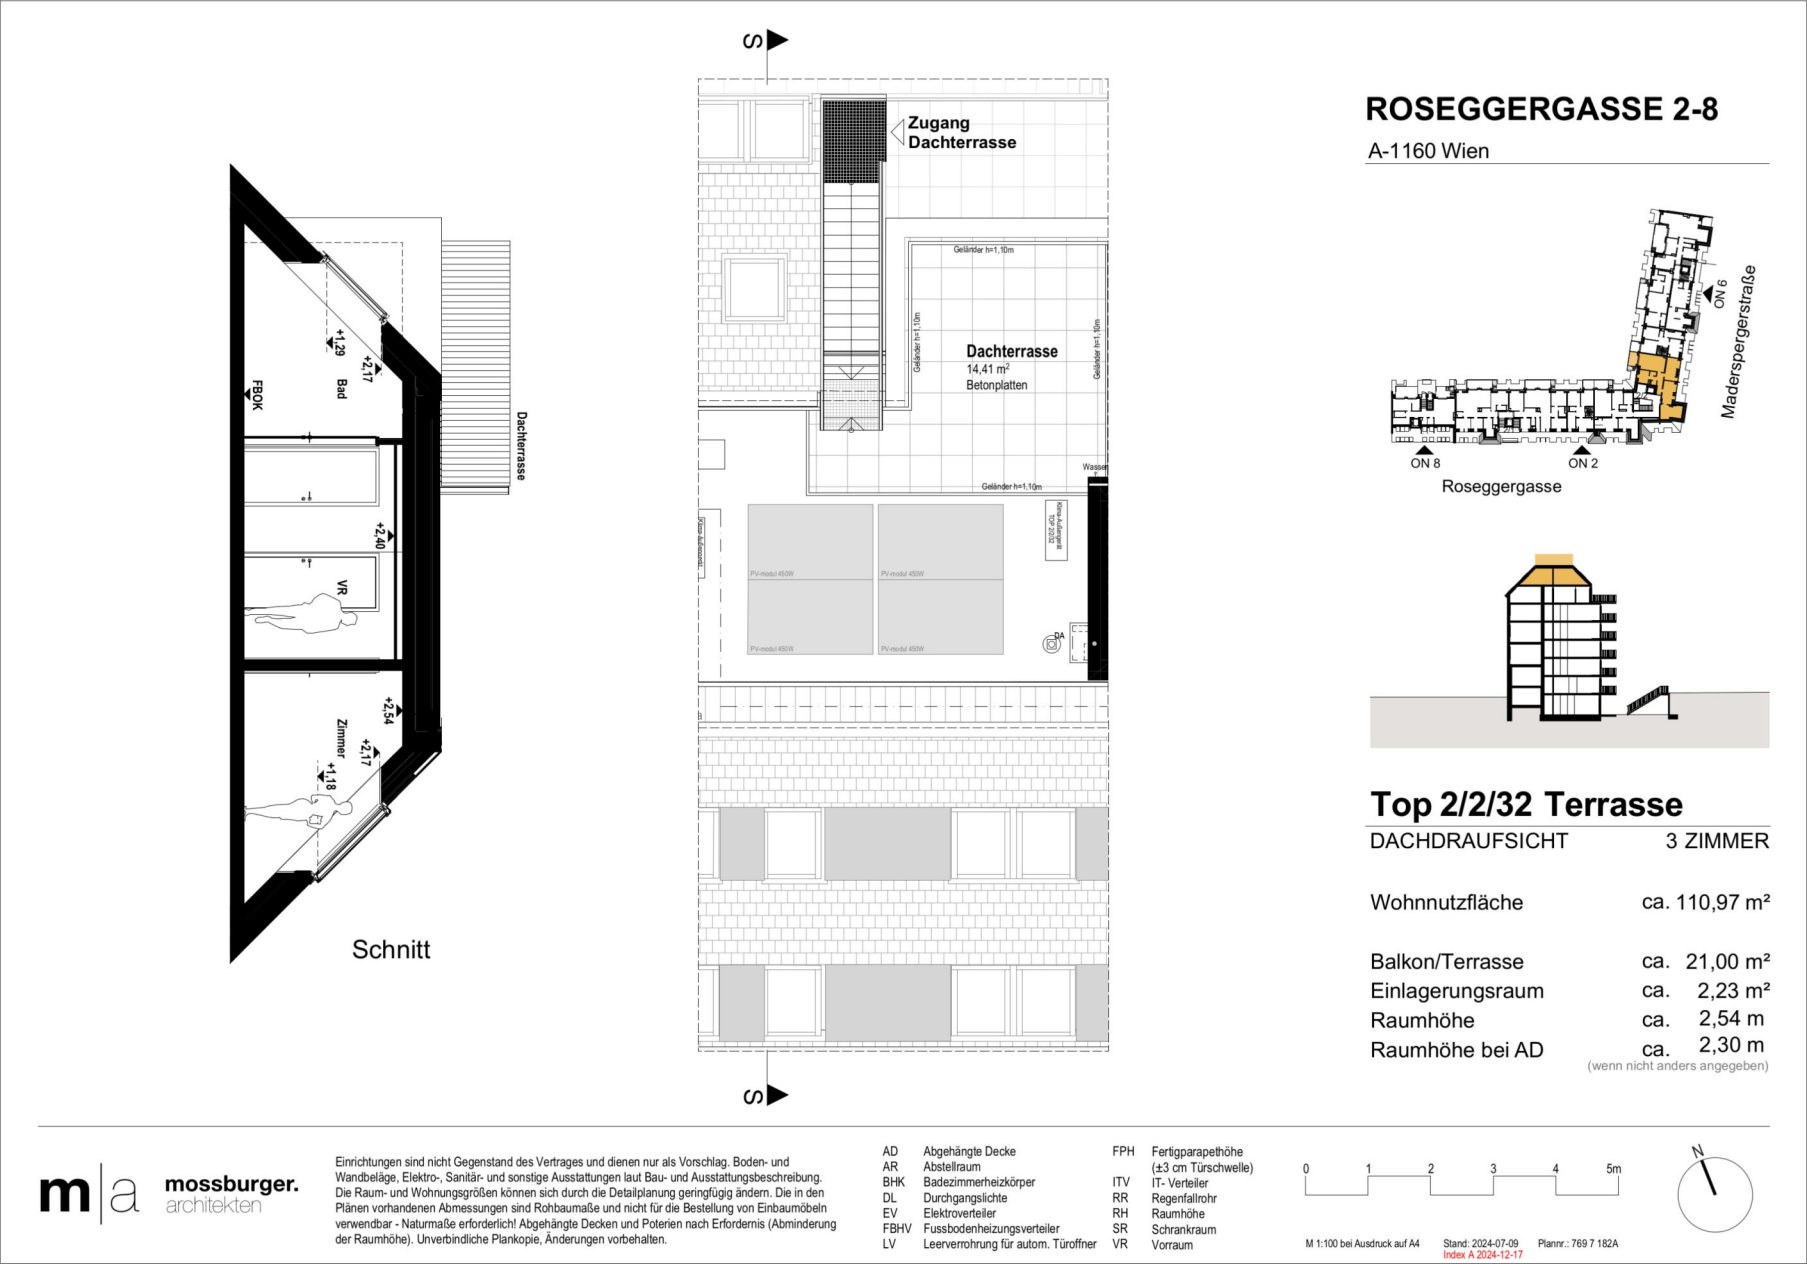 S
Zugang
Dachterrasse
Geländer h=1,10m
Geländer h=1,10m
Geländer h=1,10m
Dachterrasse
14,41 m²
Betonplatten
Wasser
Geländer h=1,10m
Klima-Außengerät
TOP 2/2/32
Klima-Außengerät
PV-modul 450W
PV-modul 450W
PV-modul 450W
PV-modul 450W
DA
S
+1,29
+2,17
Bad
FBOK
Dachterrasse
+2,40
VR
+2,54
Zimmer
+2,17
+1,18
Schnitt
ROSEGGERGASSE 2-8
A-1160 Wien
ON 6
Maderspergerstraße
ON 8
ON 2
Roseggergasse
Top 2/2/32 Terrasse
DACHDRAUFSICHT 3 ZIMMER
Wohnnutzfläche ca. 110,97 m²
Balkon/Terrasse ca. 21,00 m²
Einlagerungsraum ca. 2,23 m²
Raumhöhe ca. 2,54 m
Raumhöhe bei AD ca. 2,30 m
(wenn nicht anders angegeben)
m|a mossburger.
architekten
Einrichtungen sind nicht Gegenstand des Vertrages und dienen nur als Vorschlag. Boden- und
Wandbeläge, Elektro-, Sanitär- und sonstige Ausstattungen laut Bau- und Ausstattungsbeschreibung.
Die Raum- und Wohnungsgrößen können sich durch die Detailplanung geringfügig ändern. Die in den
Plänen vorhandenen Abmessungen sind Rohbaumaße und nicht für die Bestellung von Einbaumöbeln
verwendbar - Naturmaße erforderlich! Abgehängte Decken und Poterien nach Erfordernis (Abminderung
der Raumhöhe). Unverbindliche Plankopie, Änderungen vorbehalten.
AD Abgehängte Decke
AR Abstellraum
BHK Badezimmerheizkörper
DL Durchgangslichte
EV Elektroverteiler
FBHV Fussbodenheizungsverteiler
LV Leerverrohrung für autom. Türöffner
FPH Fertigparapethöhe
(±3 cm Türschwelle)
ITV IT- Verteiler
RR Regenfallrohr
RH Raumhöhe
SR Schrankraum
VR Vorraum
0 1 2 3 4 5m
M 1:100 bei Ausdruck auf A4 Stand: 2024-07-09 Plannr.: 769 7 182A
Index A 2024-12-17
N